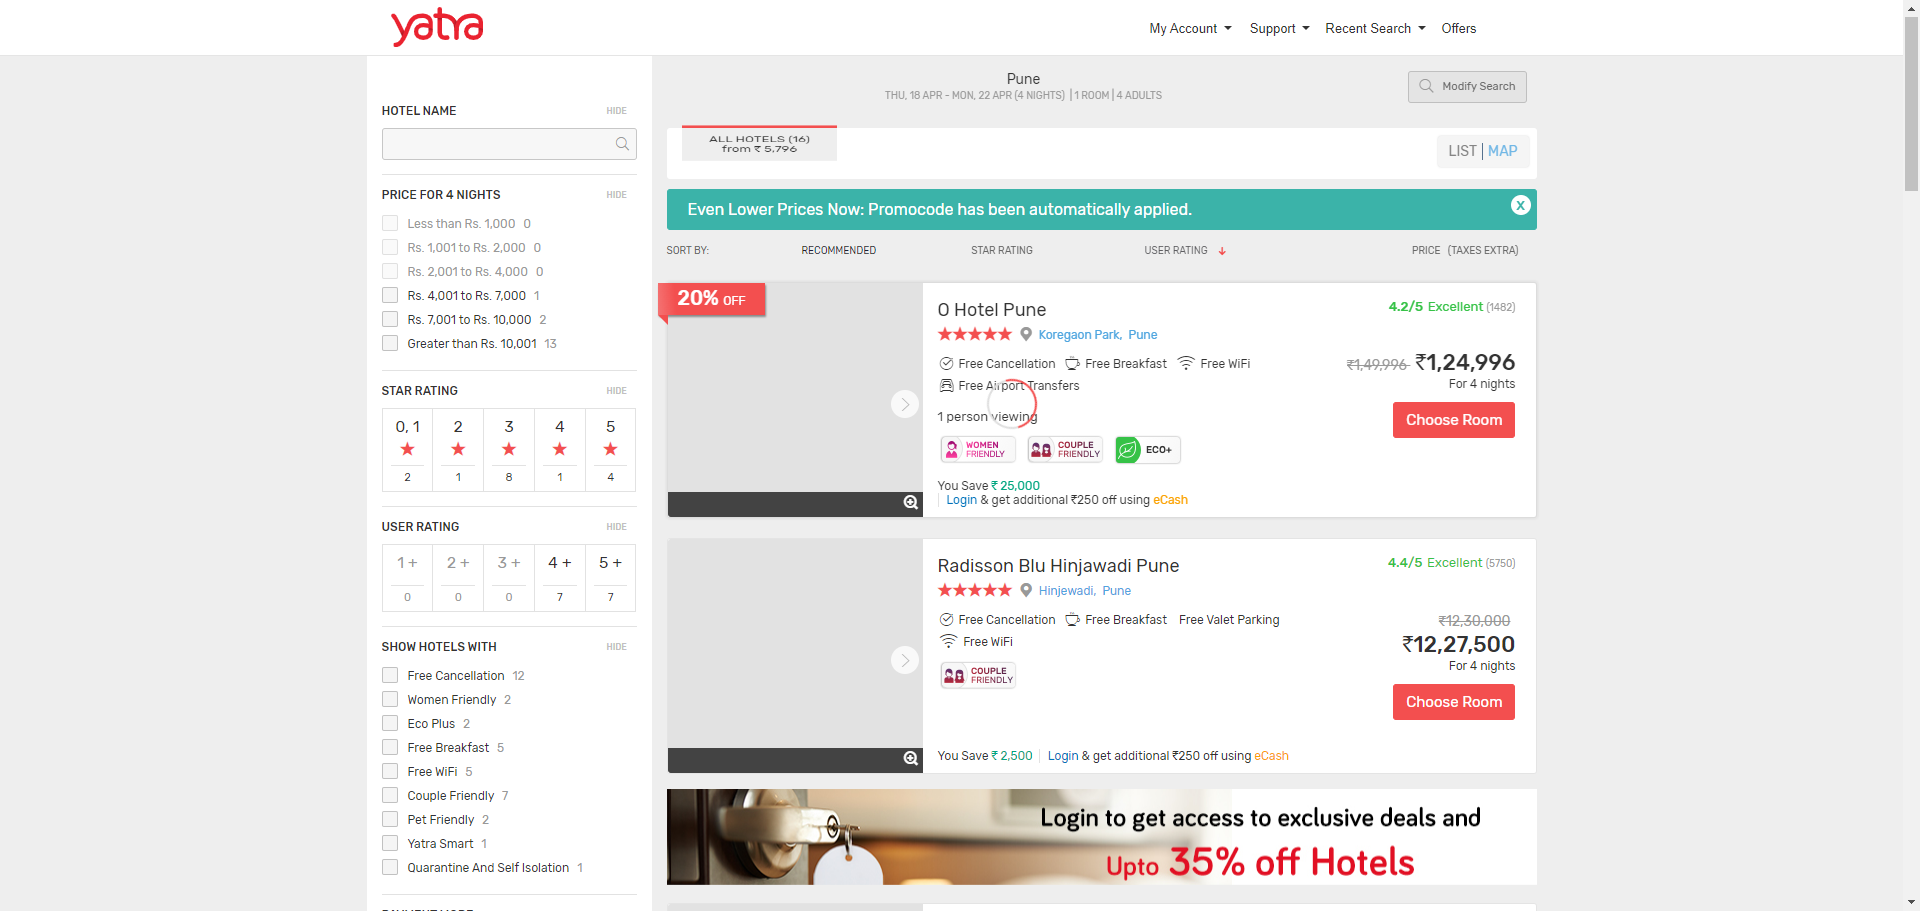 yatra
My Account
Support
Recent Search
Offers
HOTEL NAME
HIDE
PRICE FOR 4 NIGHTS
HIDE
Less than Rs. 1,000 0
Rs. 1,001 to Rs. 2,000 0
Rs. 2,001 to Rs. 4,000 0
Rs. 4,001 to Rs. 7,000 1
Rs. 7,001 to Rs. 10,000 2
Greater than Rs. 10,001 13
STAR RATING
HIDE
0, 1 2 3 4 5
2 1 8 1 4
USER RATING
HIDE
1 + 2 + 3 + 4 + 5 +
0 0 0 7 7
SHOW HOTELS WITH
HIDE
Free Cancellation 12
Women Friendly 2
Eco Plus 2
Free Breakfast 5
Free WiFi 5
Couple Friendly 7
Pet Friendly 2
Yatra Smart 1
Quarantine And Self Isolation 1
Pune
THU, 18 APR - MON, 22 APR (4 NIGHTS) | 1 ROOM | 4 ADULTS
Modify Search
ALL HOTELS (16)
from ₹ 5,796
LIST | MAP
Even Lower Prices Now: Promocode has been automatically applied.
X
SORT BY:
RECOMMENDED
STAR RATING
USER RATING
PRICE (TAXES EXTRA)
20% OFF
O Hotel Pune
4.2/5 Excellent (1482)
Koregaon Park, Pune
Free Cancellation Free Breakfast Free WiFi
Free Airport Transfers
₹1,49,996 ₹1,24,996
For 4 nights
1 person viewing
Choose Room
WOMEN
FRIENDLY
COUPLE
FRIENDLY
ECO+
You Save ₹ 25,000
Login & get additional ₹250 off using eCash
Radisson Blu Hinjawadi Pune
4.4/5 Excellent (5750)
Hinjewadi, Pune
Free Cancellation Free Breakfast Free Valet Parking
Free WiFi
₹12,30,000
₹12,27,500
For 4 nights
COUPLE
FRIENDLY
Choose Room
You Save ₹ 2,500 | Login & get additional ₹250 off using eCash
Login to get access to exclusive deals and
Upto 35% off Hotels